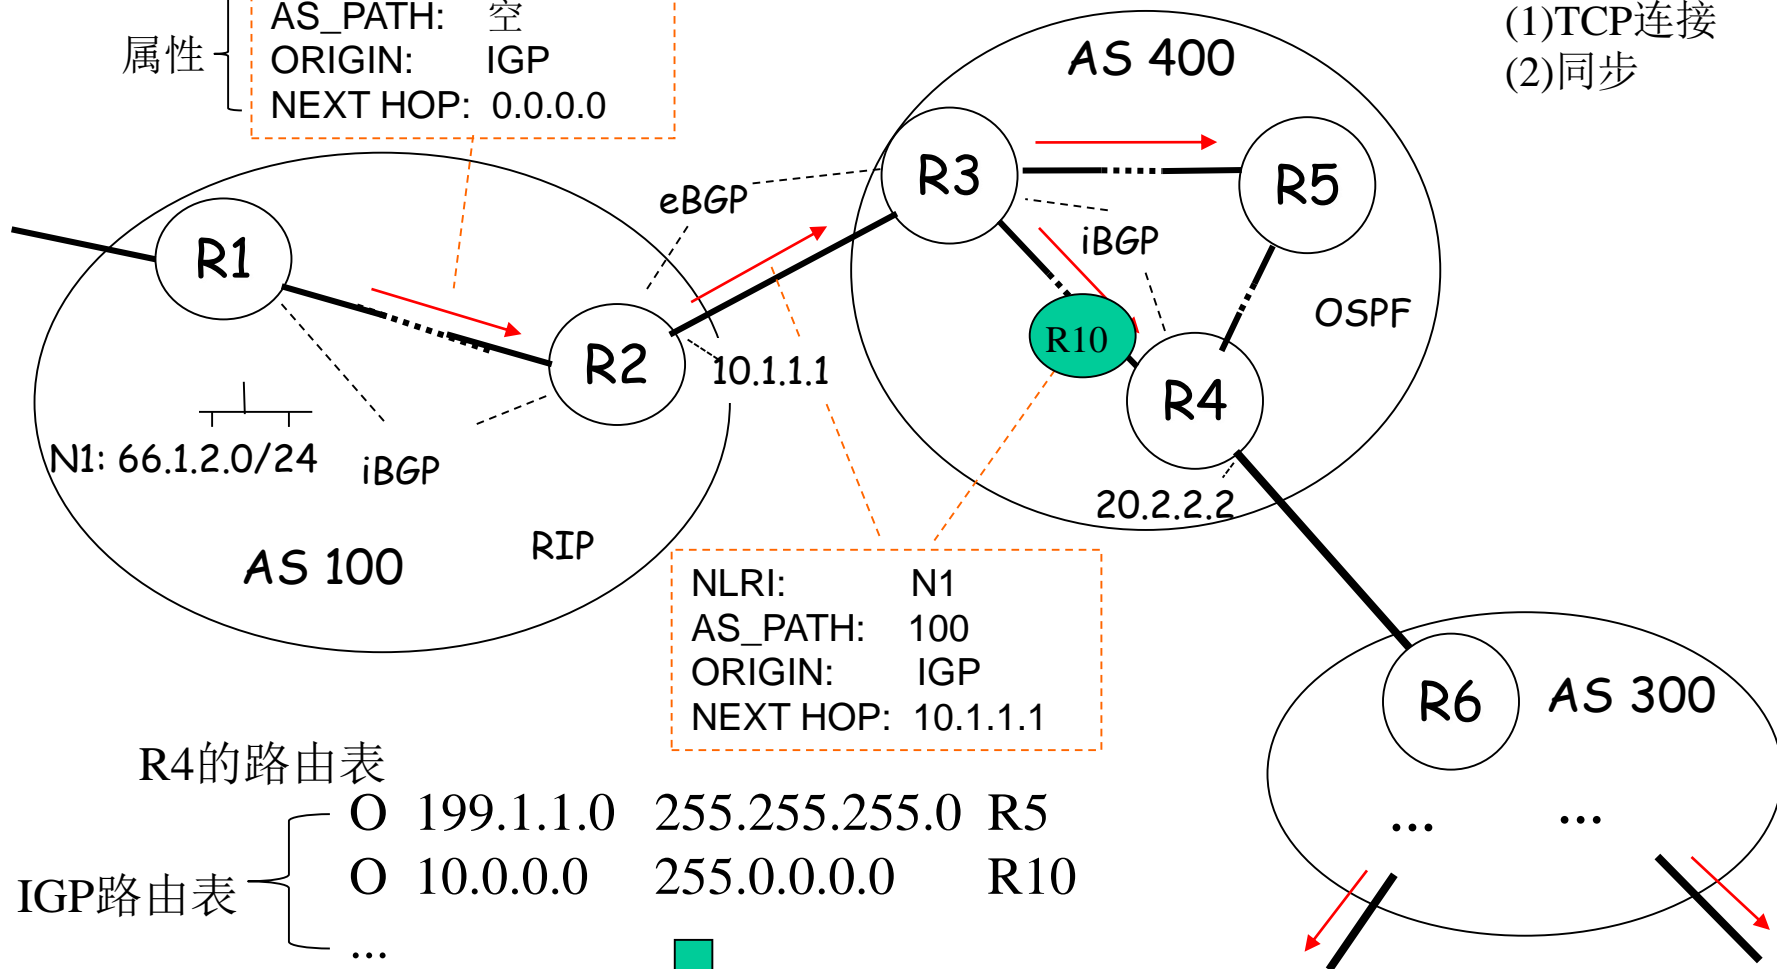 AS_PATH: 空
属性
ORIGIN: IGP
NEXT HOP: 0.0.0.0
(1)TCP连接
(2)同步
AS 400
R3
R5
eBGP
iBGP
R1
OSPF
R10
R2
10.1.1.1
R4
N1: 66.1.2.0/24
iBGP
20.2.2.2
RIP
AS 100
NLRI: N1
AS_PATH: 100
ORIGIN: IGP
NEXT HOP: 10.1.1.1
R6
AS 300
... ...
R4的路由表
O 199.1.1.0 255.255.255.0 R5
O 10.0.0.0 255.0.0.0 R10
IGP路由表
...